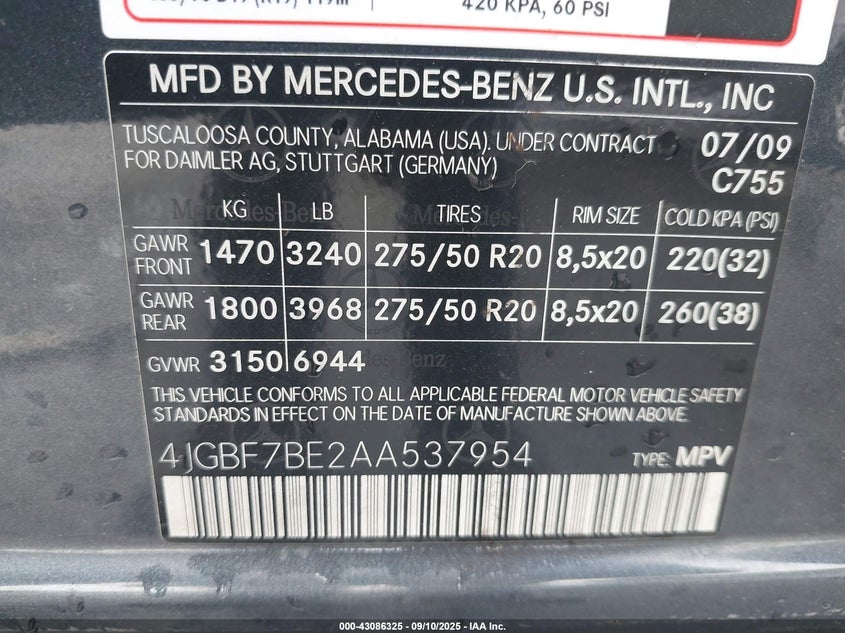 420 KPA, 60 PSI
MFD BY MERCEDES-BENZ U.S. INTL., INC
TUSCALOOSA COUNTY, ALABAMA (USA). UNDER CONTRACT 07/09
FOR DAIMLER AG, STUTTGART (GERMANY) C755
KG LB TIRES RIM SIZE COLD KPA (PSI)
GAWR FRONT 1470 3240 275/50 R20 8,5x20 220(32)
GAWR REAR 1800 3968 275/50 R20 8,5x20 260(38)
GVWR 3150 6944
THIS VEHICLE CONFORMS TO ALL APPLICABLE FEDERAL MOTOR VEHICLE SAFETY
STANDARDS IN EFFECT ON THE DATE OF MANUFACTURE SHOWN ABOVE.
4JGBF7BE2AA537954 TYPE: MPV
000-43086325 - 09/10/2025 - IAA Inc.